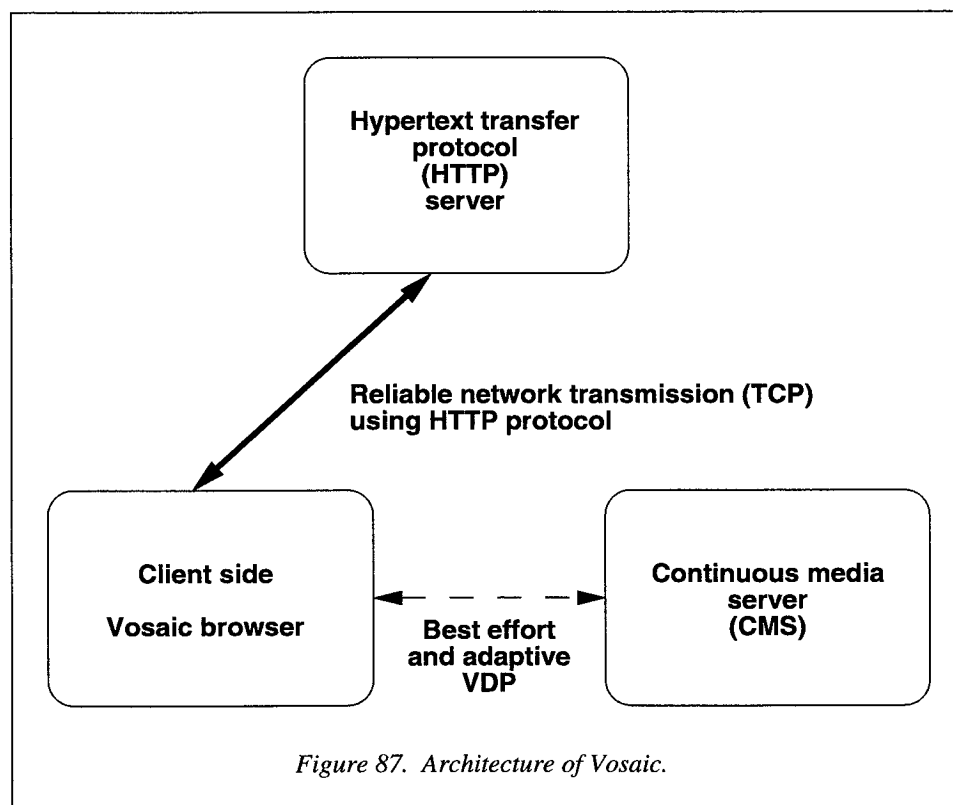 Hypertext transfer
protocol
(HTTP)
server
Reliable network transmission (TCP)
using HTTP protocol
Client side
Vosaic browser
Best effort
and adaptive
VDP
Continuous media
server
(CMS)
Figure 87. Architecture of Vosaic.